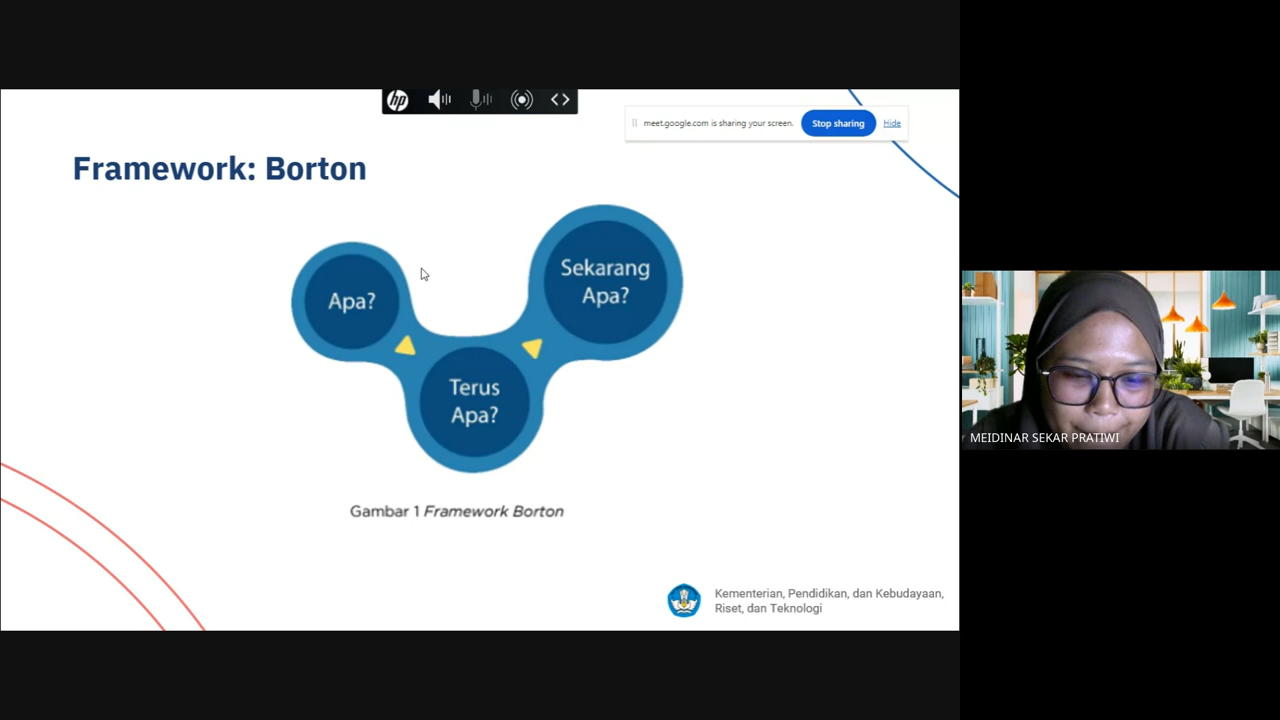 hp
meet.google.com is sharing your screen.
Stop sharing
Hide
Framework: Borton
Apa?
Sekarang
Apa?
Terus
Apa?
Gambar 1 Framework Borton
Kementerian, Pendidikan, dan Kebudayaan,
Riset, dan Teknologi
MEIDINAR SEKAR PRATIWI